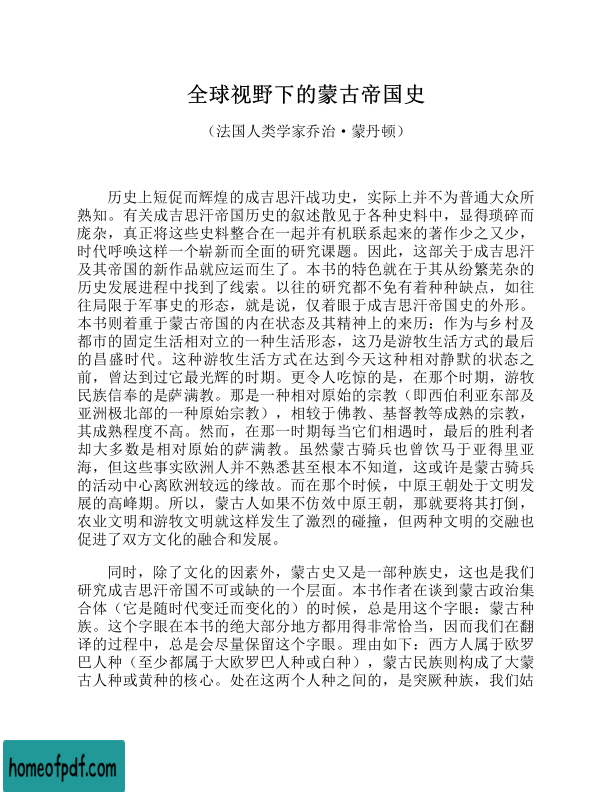 全球视野下的蒙古帝国史
（法国人类学家乔治·蒙丹顿）
历史上短促而辉煌的成吉思汗战功史，实际上并不为普通大众所
熟知。有关成吉思汗帝国历史的叙述散见于各种史料中，显得琐碎而
庞杂，真正将这些史料整合在一起并有机联系起来的著作少之又少，
时代呼唤这样一个崭新而全面的研究课题。因此，这部关于成吉思汗
及其帝国的新作品就应运而生了。本书的特色就在于其从纷繁芜杂的
历史发展进程中找到了线索。以往的研究都不免有着种种缺点，如往
往局限于军事史的形态，就是说，仅着眼于成吉思汗帝国史的外形。
本书则着重于蒙古帝国的内在状态及其精神上的来历：作为与乡村及
都市的固定生活相对立的一种生活形态，这乃是游牧生活方式的最后
的昌盛时代。这种游牧生活方式在达到今天这种相对静默的状态之
前，曾达到过它最光辉的时期。更令人吃惊的是，在那个时期，游牧
民族信奉的是萨满教。那是一种相对原始的宗教（即西伯利亚东部及
亚洲极北部的一种原始宗教），相较于佛教、基督教等成熟的宗教，
其成熟程度不高。然而，在那一时期每当它们相遇时，最后的胜利者
却大多数是相对原始的萨满教。虽然蒙古骑兵也曾饮马于亚得里亚
海，但这些事实欧洲人并不熟悉甚至根本不知道，这或许是蒙古骑兵
的活动中心离欧洲较远的缘故。而在那个时候，中原王朝处于文明发
展的高峰期。所以，蒙古人如果不仿效中原王朝，那就要将其打倒，
农业文明和游牧文明就这样发生了激烈的碰撞，但两种文明的交融也
促进了双方文化的融合和发展。
同时，除了文化的因素外，蒙古史又是一部种族史，这也是我们
研究成吉思汗帝国不可或缺的一个层面。本书作者在谈到蒙古政治集
合体（它是随时代变迁而变化的）的时候，总是用这个字眼：蒙古种
族。这个字眼在本书的绝大部分地方都用得非常恰当，因而我们在翻
译的过程中，总是会尽量保留这个字眼。理由如下：西方人属于欧罗
巴人种（至少都属于大欧罗巴人种或白种），蒙古民族则构成了大蒙
古人种或黄种的核心。处在这两个人种之间的，是突厥种族，我们姑
homeofpdf.com